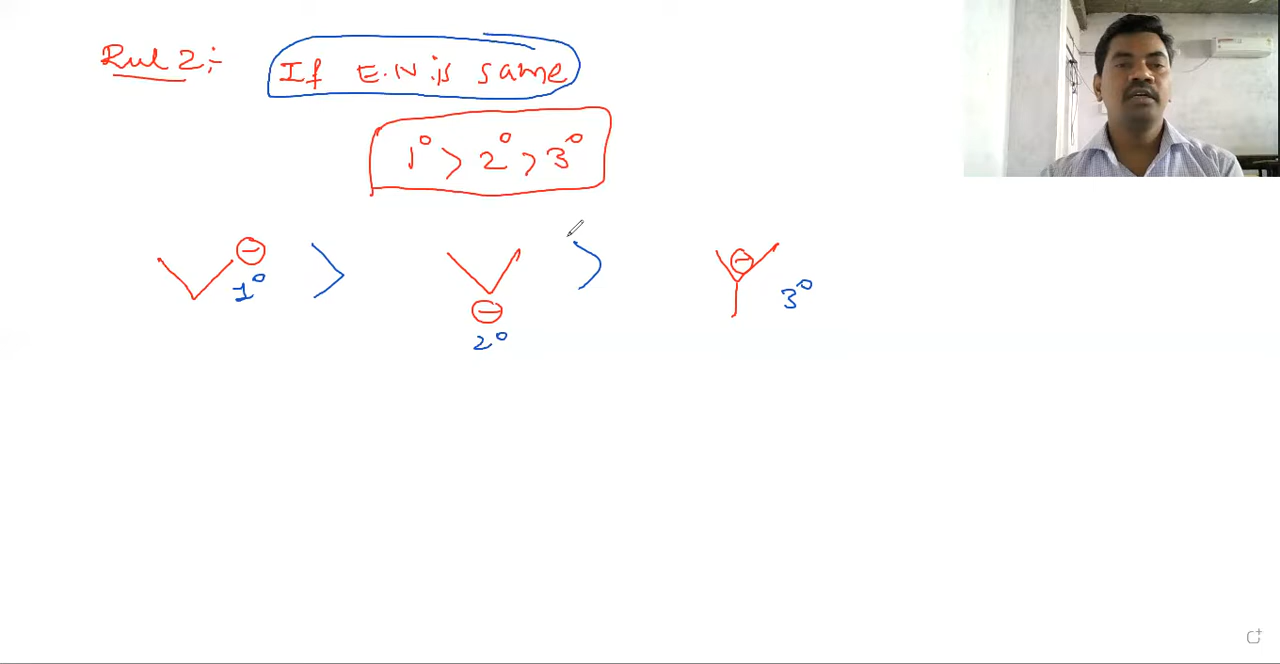 Rul 2:-
If E.N is same
1° > 2° > 3°
⊖ > > ⊖
1° ⊖ 3°
2°